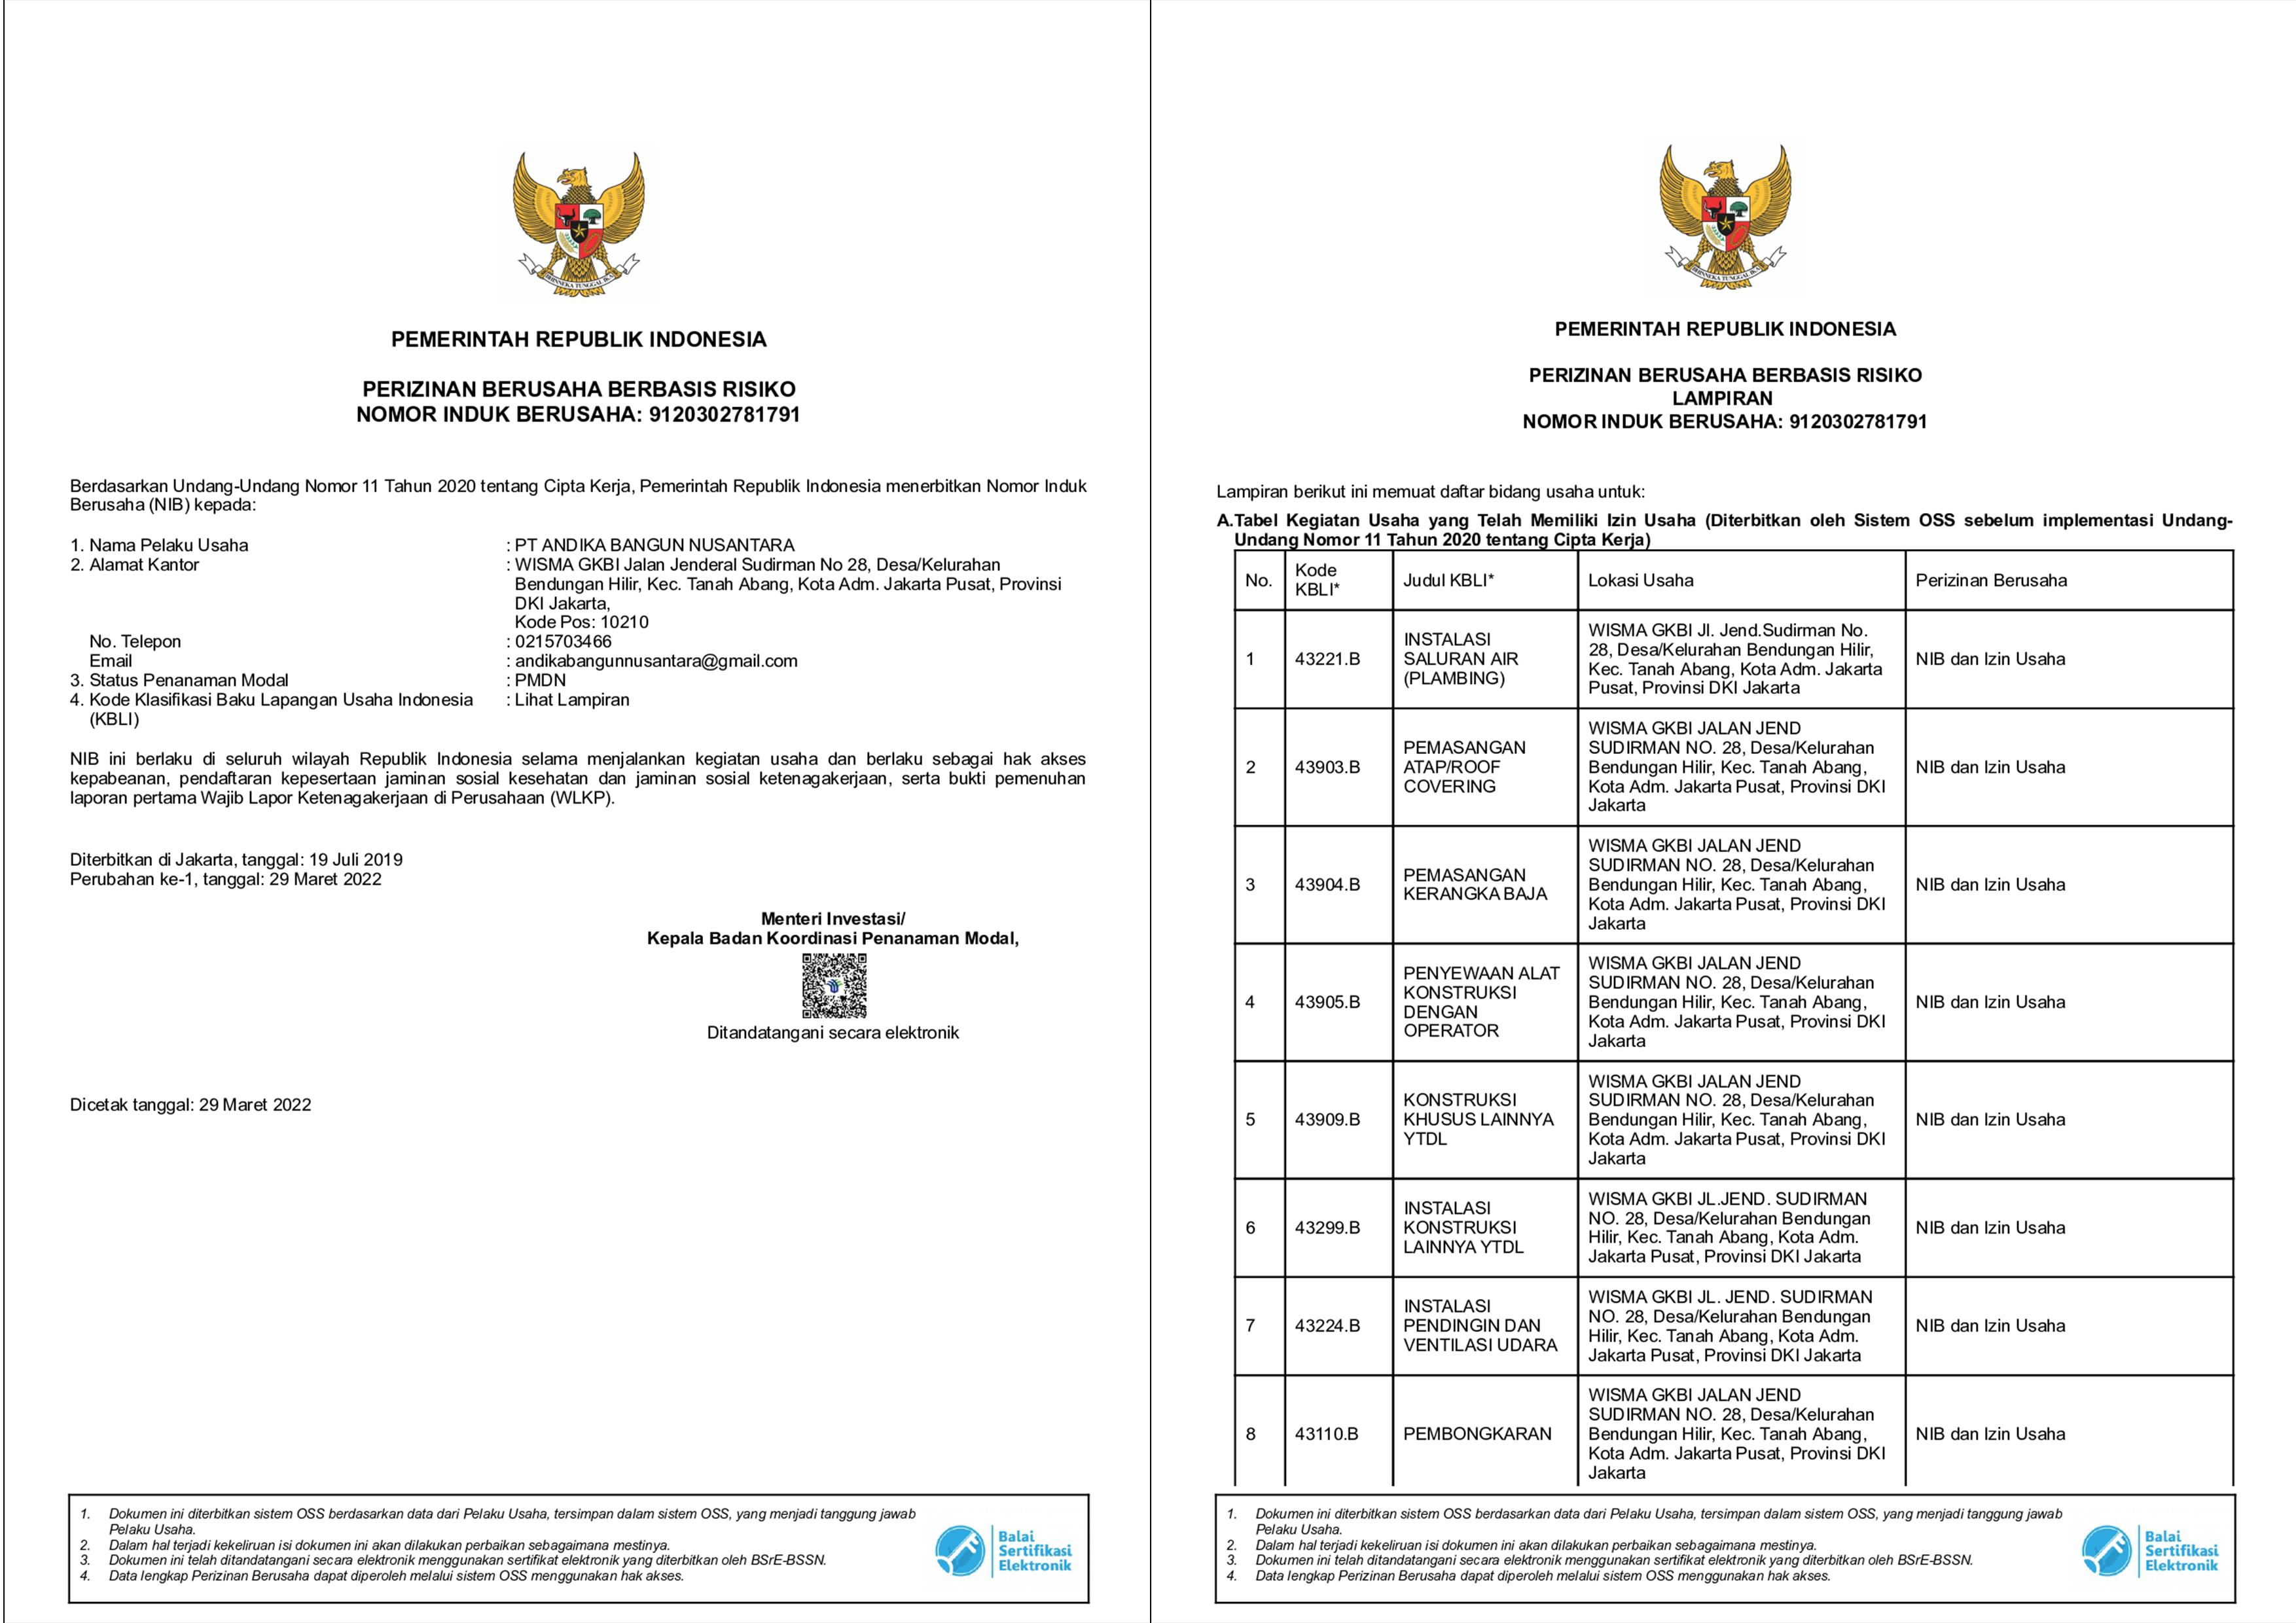 BHINNEKA TUNGGAL IKA
PEMERINTAH REPUBLIK INDONESIA
PERIZINAN BERUSAHA BERBASIS RISIKO
NOMOR INDUK BERUSAHA: 9120302781791
Berdasarkan Undang-Undang Nomor 11 Tahun 2020 tentang Cipta Kerja, Pemerintah Republik Indonesia menerbitkan Nomor Induk
Berusaha (NIB) kepada:
1. Nama Pelaku Usaha : PT ANDIKA BANGUN NUSANTARA
2. Alamat Kantor : WISMA GKBI Jalan Jenderal Sudirman No 28, Desa/Kelurahan
Bendungan Hilir, Kec. Tanah Abang, Kota Adm. Jakarta Pusat, Provinsi
DKI Jakarta,
Kode Pos: 10210
No. Telepon : 0215703466
Email : andikabangunnusantara@gmail.com
3. Status Penanaman Modal : PMDN
4. Kode Klasifikasi Baku Lapangan Usaha Indonesia : Lihat Lampiran
(KBLI)
NIB ini berlaku di seluruh wilayah Republik Indonesia selama menjalankan kegiatan usaha dan berlaku sebagai hak akses
kepabeanan, pendaftaran kepesertaan jaminan sosial kesehatan dan jaminan sosial ketenagakerjaan, serta bukti pemenuhan
laporan pertama Wajib Lapor Ketenagakerjaan di Perusahaan (WLKP).
Diterbitkan di Jakarta, tanggal: 19 Juli 2019
Perubahan ke-1, tanggal: 29 Maret 2022
Menteri Investasi/
Kepala Badan Koordinasi Penanaman Modal,
Ditandatangani secara elektronik
Dicetak tanggal: 29 Maret 2022
1. Dokumen ini diterbitkan sistem OSS berdasarkan data dari Pelaku Usaha, tersimpan dalam sistem OSS, yang menjadi tanggung jawab
Pelaku Usaha.
2. Dalam hal terjadi kekeliruan isi dokumen ini akan dilakukan perbaikan sebagaimana mestinya.
3. Dokumen ini telah ditandatangani secara elektronik menggunakan sertifikat elektronik yang diterbitkan oleh BSrE-BSSN.
4. Data lengkap Perizinan Berusaha dapat diperoleh melalui sistem OSS menggunakan hak akses.
Balai
Sertifikasi
Elektronik
BHINNEKA TUNGGAL IKA
PEMERINTAH REPUBLIK INDONESIA
PERIZINAN BERUSAHA BERBASIS RISIKO
LAMPIRAN
NOMOR INDUK BERUSAHA: 9120302781791
Lampiran berikut ini memuat daftar bidang usaha untuk:
A.Tabel Kegiatan Usaha yang Telah Memiliki Izin Usaha (Diterbitkan oleh Sistem OSS sebelum implementasi Undang-
Undang Nomor 11 Tahun 2020 tentang Cipta Kerja)
No.
Kode
KBLI*
Judul KBLI*
Lokasi Usaha
Perizinan Berusaha
1
43221.B
INSTALASI
SALURAN AIR
(PLAMBING)
WISMA GKBI Jl. Jend.Sudirman No.
28, Desa/Kelurahan Bendungan Hilir,
Kec. Tanah Abang, Kota Adm. Jakarta
Pusat, Provinsi DKI Jakarta
NIB dan Izin Usaha
2
43903.B
PEMASANGAN
ATAP/ROOF
COVERING
WISMA GKBI JALAN JEND
SUDIRMAN NO. 28, Desa/Kelurahan
Bendungan Hilir, Kec. Tanah Abang,
Kota Adm. Jakarta Pusat, Provinsi DKI
Jakarta
NIB dan Izin Usaha
3
43904.B
PEMASANGAN
KERANGKA BAJA
WISMA GKBI JALAN JEND
SUDIRMAN NO. 28, Desa/Kelurahan
Bendungan Hilir, Kec. Tanah Abang,
Kota Adm. Jakarta Pusat, Provinsi DKI
Jakarta
NIB dan Izin Usaha
4
43905.B
PENYEWAAN ALAT
KONSTRUKSI
DENGAN
OPERATOR
WISMA GKBI JALAN JEND
SUDIRMAN NO. 28, Desa/Kelurahan
Bendungan Hilir, Kec. Tanah Abang,
Kota Adm. Jakarta Pusat, Provinsi DKI
Jakarta
NIB dan Izin Usaha
5
43909.B
KONSTRUKSI
KHUSUS LAINNYA
YTDL
WISMA GKBI JALAN JEND
SUDIRMAN NO. 28, Desa/Kelurahan
Bendungan Hilir, Kec. Tanah Abang,
Kota Adm. Jakarta Pusat, Provinsi DKI
Jakarta
NIB dan Izin Usaha
6
43299.B
INSTALASI
KONSTRUKSI
LAINNYA YTDL
WISMA GKBI JL.JEND. SUDIRMAN
NO. 28, Desa/Kelurahan Bendungan
Hilir, Kec. Tanah Abang, Kota Adm.
Jakarta Pusat, Provinsi DKI Jakarta
NIB dan Izin Usaha
7
43224.B
INSTALASI
PENDINGIN DAN
VENTILASI UDARA
WISMA GKBI JL. JEND. SUDIRMAN
NO. 28, Desa/Kelurahan Bendungan
Hilir, Kec. Tanah Abang, Kota Adm.
Jakarta Pusat, Provinsi DKI Jakarta
NIB dan Izin Usaha
8
43110.B
PEMBONGKARAN
WISMA GKBI JALAN JEND
SUDIRMAN NO. 28, Desa/Kelurahan
Bendungan Hilir, Kec. Tanah Abang,
Kota Adm. Jakarta Pusat, Provinsi DKI
Jakarta
NIB dan Izin Usaha
1. Dokumen ini diterbitkan sistem OSS berdasarkan data dari Pelaku Usaha, tersimpan dalam sistem OSS, yang menjadi tanggung jawab
Pelaku Usaha.
2. Dalam hal terjadi kekeliruan isi dokumen ini akan dilakukan perbaikan sebagaimana mestinya.
3. Dokumen ini telah ditandatangani secara elektronik menggunakan sertifikat elektronik yang diterbitkan oleh BSrE-BSSN.
4. Data lengkap Perizinan Berusaha dapat diperoleh melalui sistem OSS menggunakan hak akses.
Balai
Sertifikasi
Elektronik